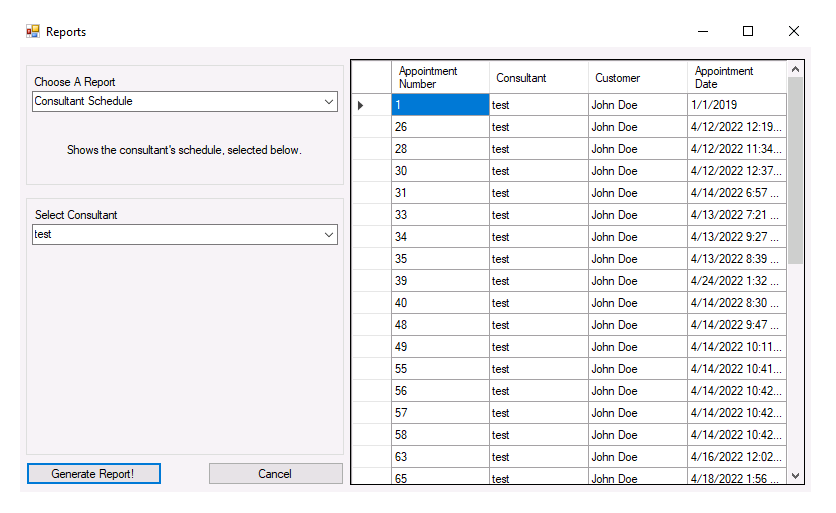 Reports
Choose A Report
Consultant Schedule
Shows the consultant's schedule, selected below.
Select Consultant
test
Generate Report!
Cancel
Appointment Number Consultant Customer Appointment Date
1 test John Doe 1/1/2019
26 test John Doe 4/12/2022 12:19...
28 test John Doe 4/12/2022 11:34...
30 test John Doe 4/12/2022 12:37...
31 test John Doe 4/14/2022 6:57 ...
33 test John Doe 4/13/2022 7:21 ...
34 test John Doe 4/13/2022 9:27 ...
35 test John Doe 4/13/2022 8:39 ...
39 test John Doe 4/24/2022 1:32 ...
40 test John Doe 4/14/2022 8:30 ...
48 test John Doe 4/14/2022 9:47 ...
49 test John Doe 4/14/2022 10:11...
55 test John Doe 4/14/2022 10:41...
56 test John Doe 4/14/2022 10:42...
57 test John Doe 4/14/2022 10:42...
58 test John Doe 4/14/2022 10:42...
63 test John Doe 4/16/2022 12:02...
65 test John Doe 4/18/2022 1:56 ...